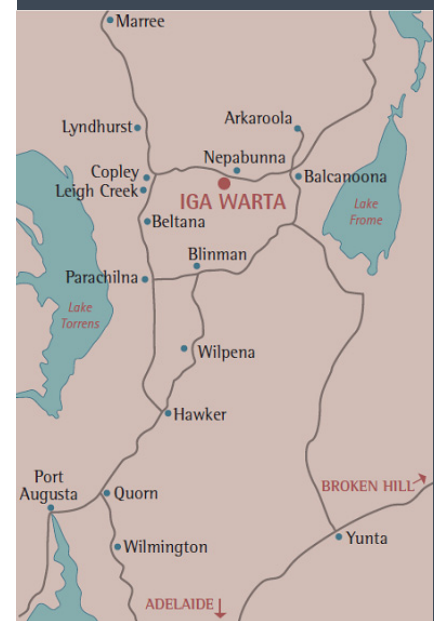 Marree
Lyndhurst
Arkaroola
Nepabunna
Copley
Balcanoona
Leigh Creek
IGA WARTA
Lake
Frome
Beltana
Blinman
Parachilna
Lake
Torrens
Wilpena
Hawker
Port
Augusta
BROKEN HILL
Quorn
Yunta
Wilmington
ADELAIDE